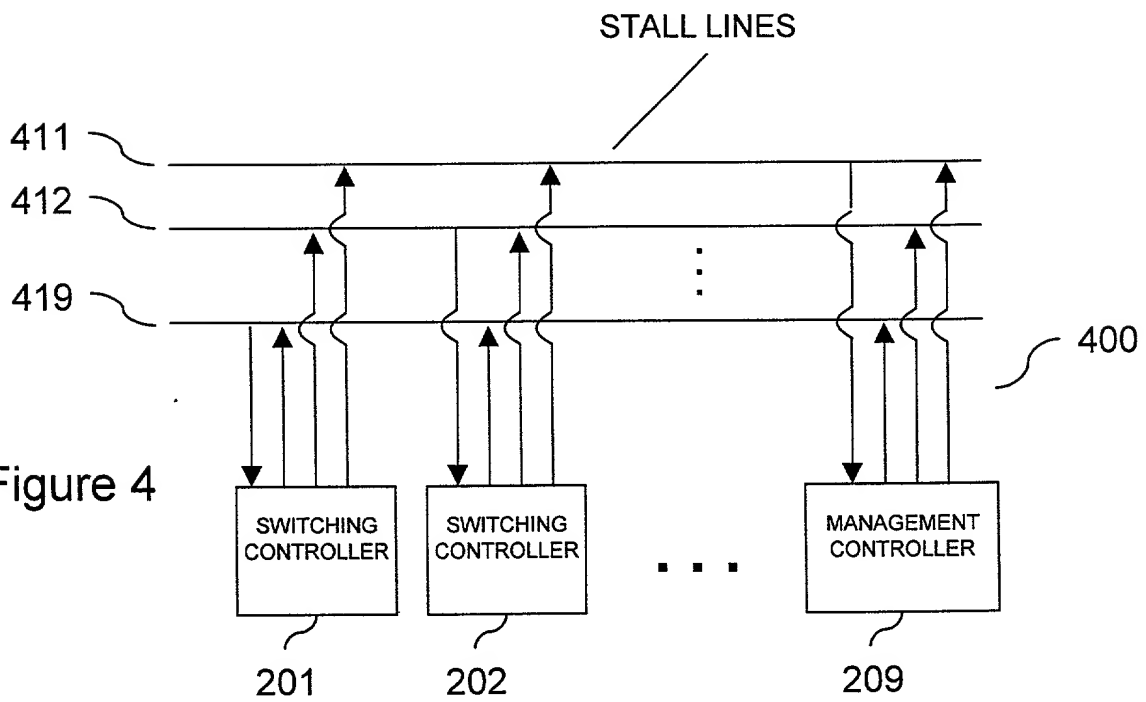 STALL LINES
411
412
419
400
Figure 4
SWITCHING
CONTROLLER
SWITCHING
CONTROLLER
MANAGEMENT
CONTROLLER
. . .
201
202
209